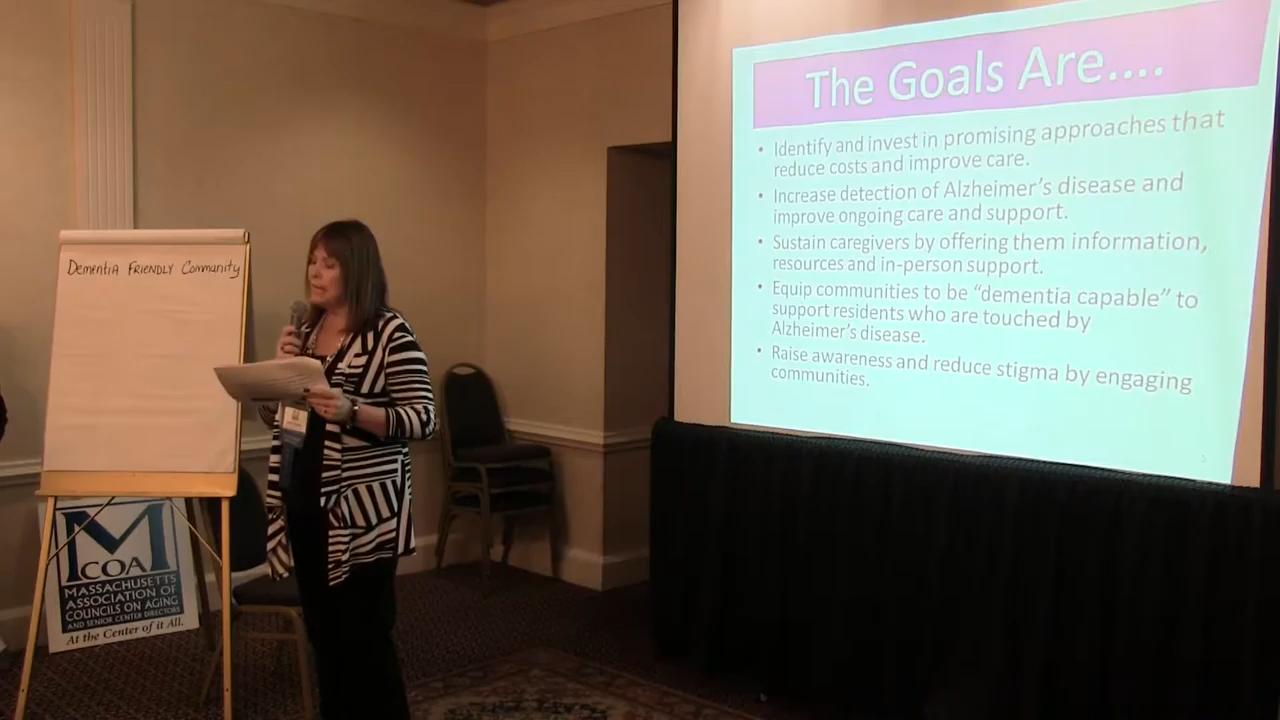 Dementia Friendly Community
MCOA
MASSACHUSETTS
ASSOCIATION OF
COUNCILS ON AGING
AND SENIOR CENTER DIRECTORS
At the Center of it All.
The Goals Are....
• Identify and invest in promising approaches that
reduce costs and improve care.
• Increase detection of Alzheimer's disease and
improve ongoing care and support.
• Sustain caregivers by offering them information,
resources and in-person support.
• Equip communities to be “dementia capable” to
support residents who are touched by
Alzheimer's disease.
• Raise awareness and reduce stigma by engaging
communities.